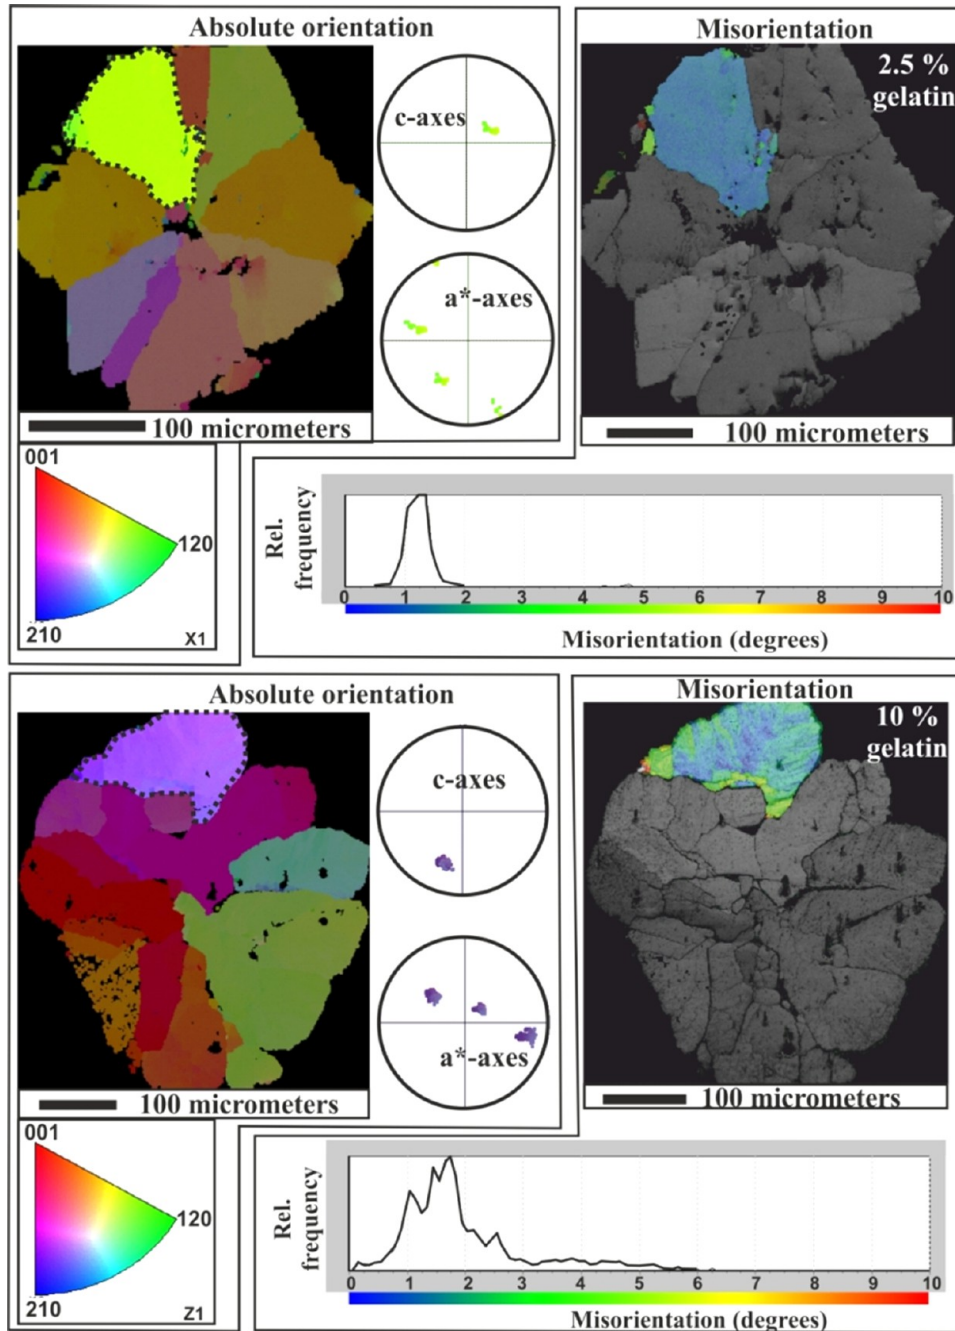 Absolute orientation
Misorientation
2.5 %
gelatin
c-axes
a*-axes
100 micrometers
100 micrometers
001
120
210
X1
Rel.
frequency
0 1 2 3 4 5 6 7 8 9 10
Misorientation (degrees)
Absolute orientation
Misorientation
10 %
gelatin
c-axes
a*-axes
100 micrometers
100 micrometers
001
120
210
Z1
Rel.
frequency
0 1 2 3 4 5 6 7 8 9 10
Misorientation (degrees)